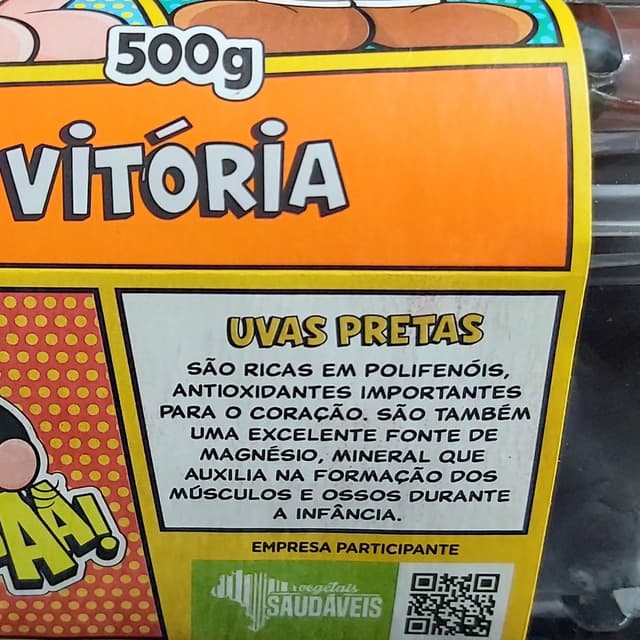 500g
VITÓRIA
UVAS PRETAS
SÃO RICAS EM POLIFENÓIS,
ANTIOXIDANTES IMPORTANTES
PARA O CORAÇÃO. SÃO TAMBÉM
UMA EXCELENTE FONTE DE
MAGNÉSIO, MINERAL QUE
AUXILIA NA FORMAÇÃO DOS
MÚSCULOS E OSSOS DURANTE
A INFÂNCIA.
EMPRESA PARTICIPANTE
vegetais
SAUDÁVEIS